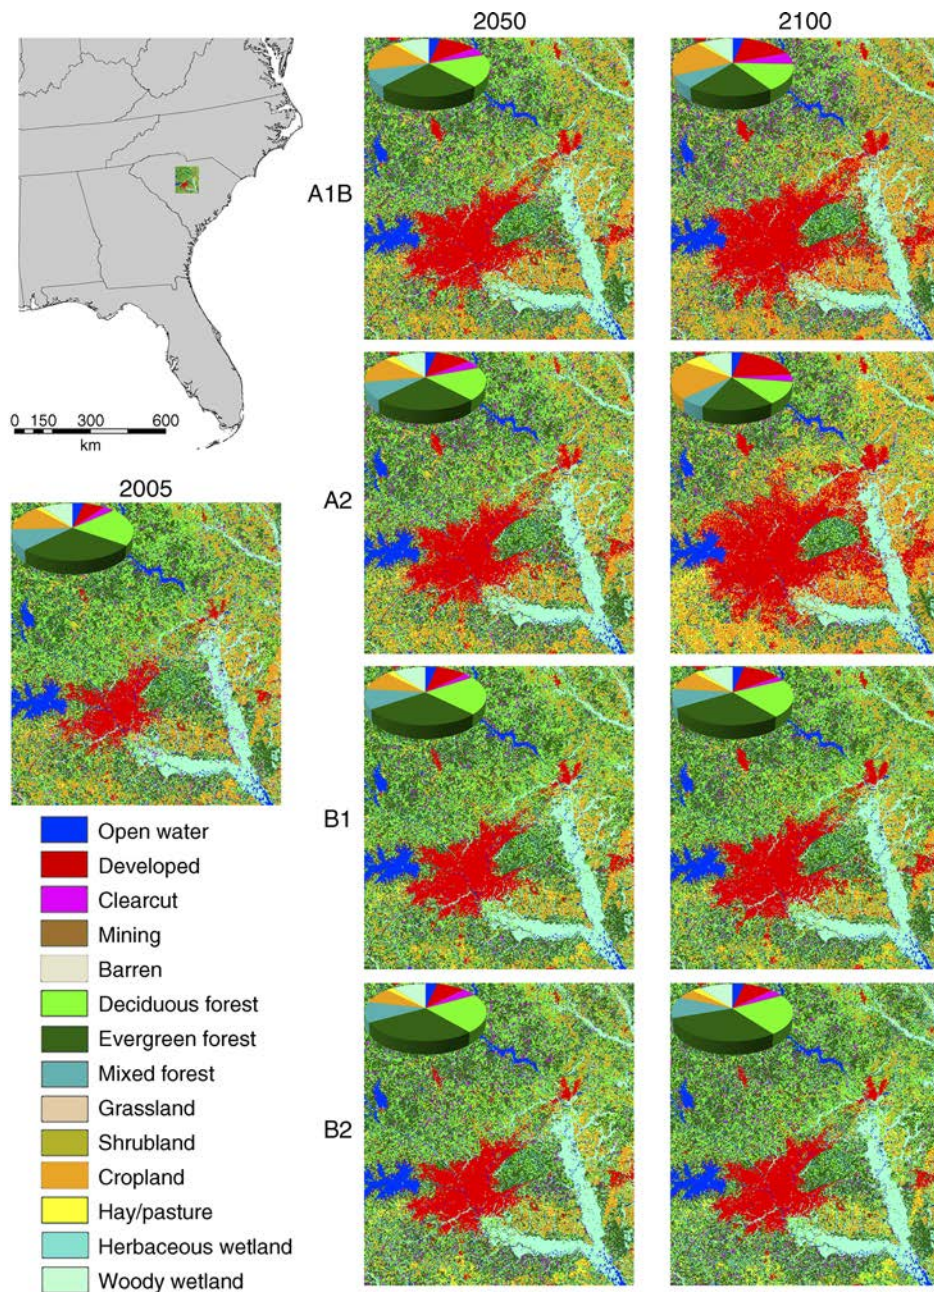 2050
2100
A1B
0 150 300 600
km
A2
2005
B1
Open water
Developed
Clearcut
Mining
Barren
Deciduous forest
Evergreen forest
Mixed forest
Grassland
Shrubland
Cropland
Hay/pasture
Herbaceous wetland
Woody wetland
B2